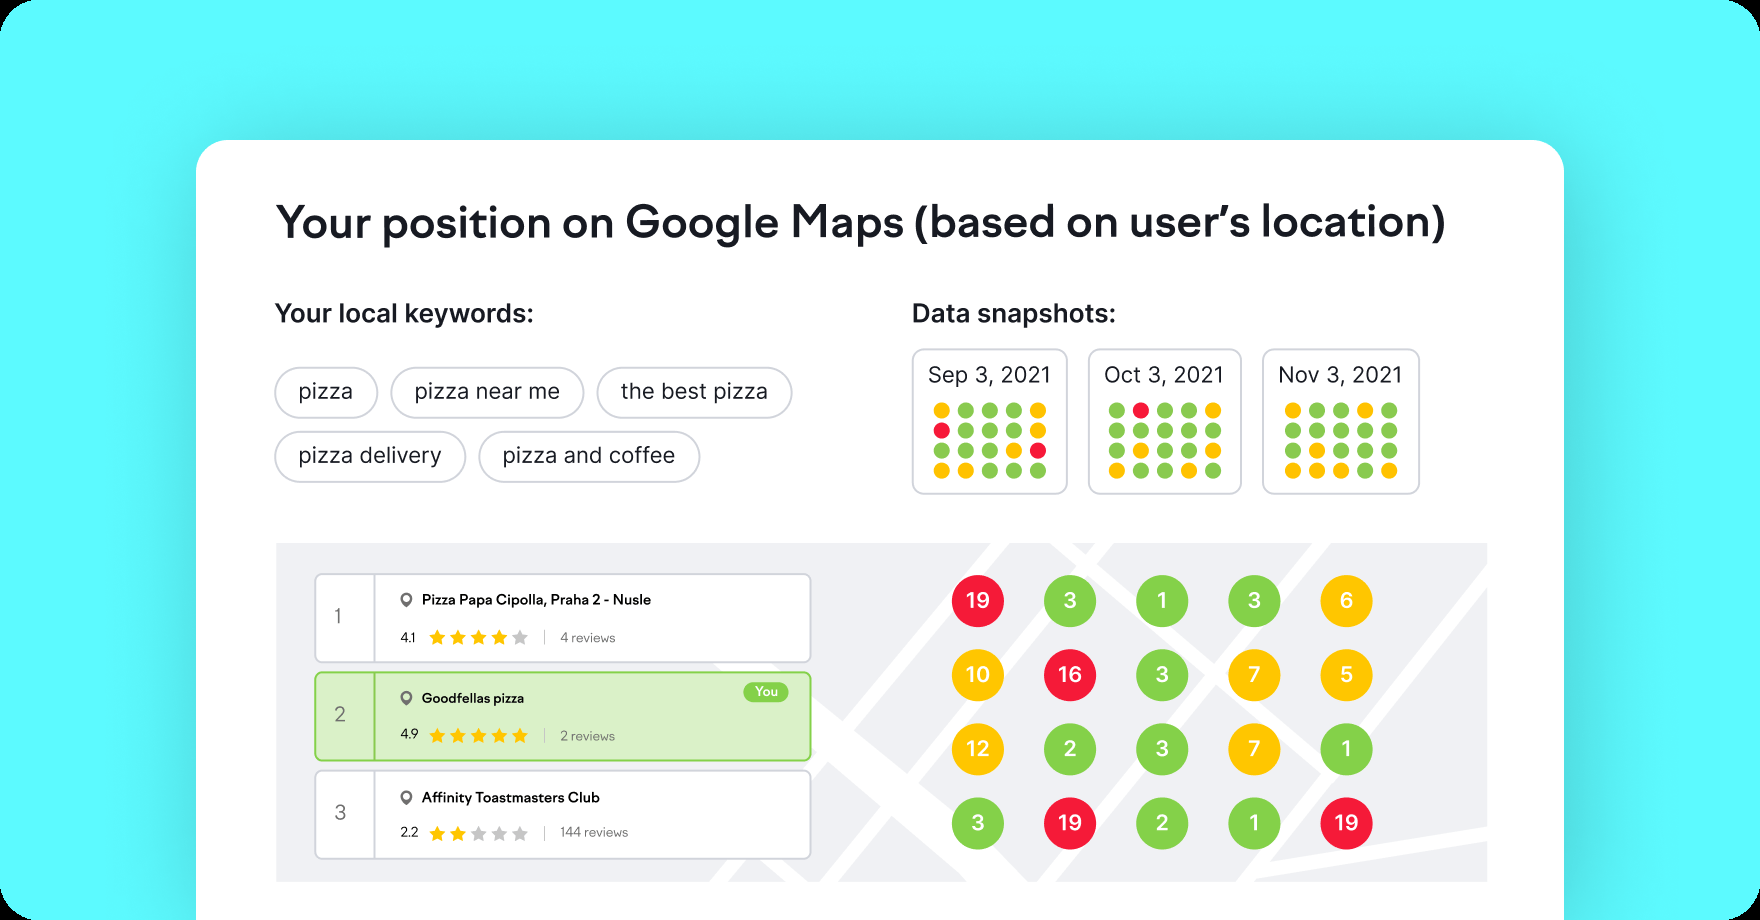 Your position on Google Maps (based on user's location)
Your local keywords:
pizza
pizza near me
the best pizza
pizza delivery
pizza and coffee
Data snapshots:
Sep 3, 2021
Oct 3, 2021
Nov 3, 2021
1
Pizza Papa Cipolla, Praha 2 - Nusle
4.1
4 reviews
2
Goodfellas pizza
You
4.9
2 reviews
3
Affinity Toastmasters Club
2.2
144 reviews
19 3 1 3 6
10 16 3 7 5
12 2 3 7 1
3 19 2 1 19